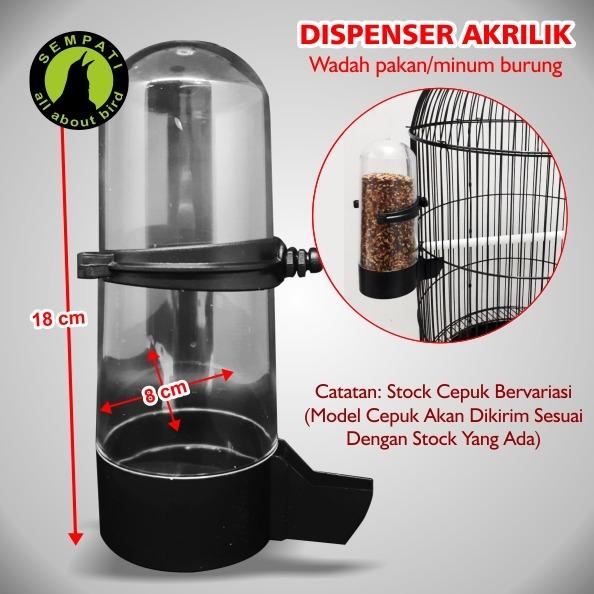 SEMPATI
all about bird
DISPENSER AKRILIK
Wadah pakan/minum burung
18 cm
8 cm
Catatan: Stock Cepuk Bervariasi
(Model Cepuk Akan Dikirim Sesuai
Dengan Stock Yang Ada)